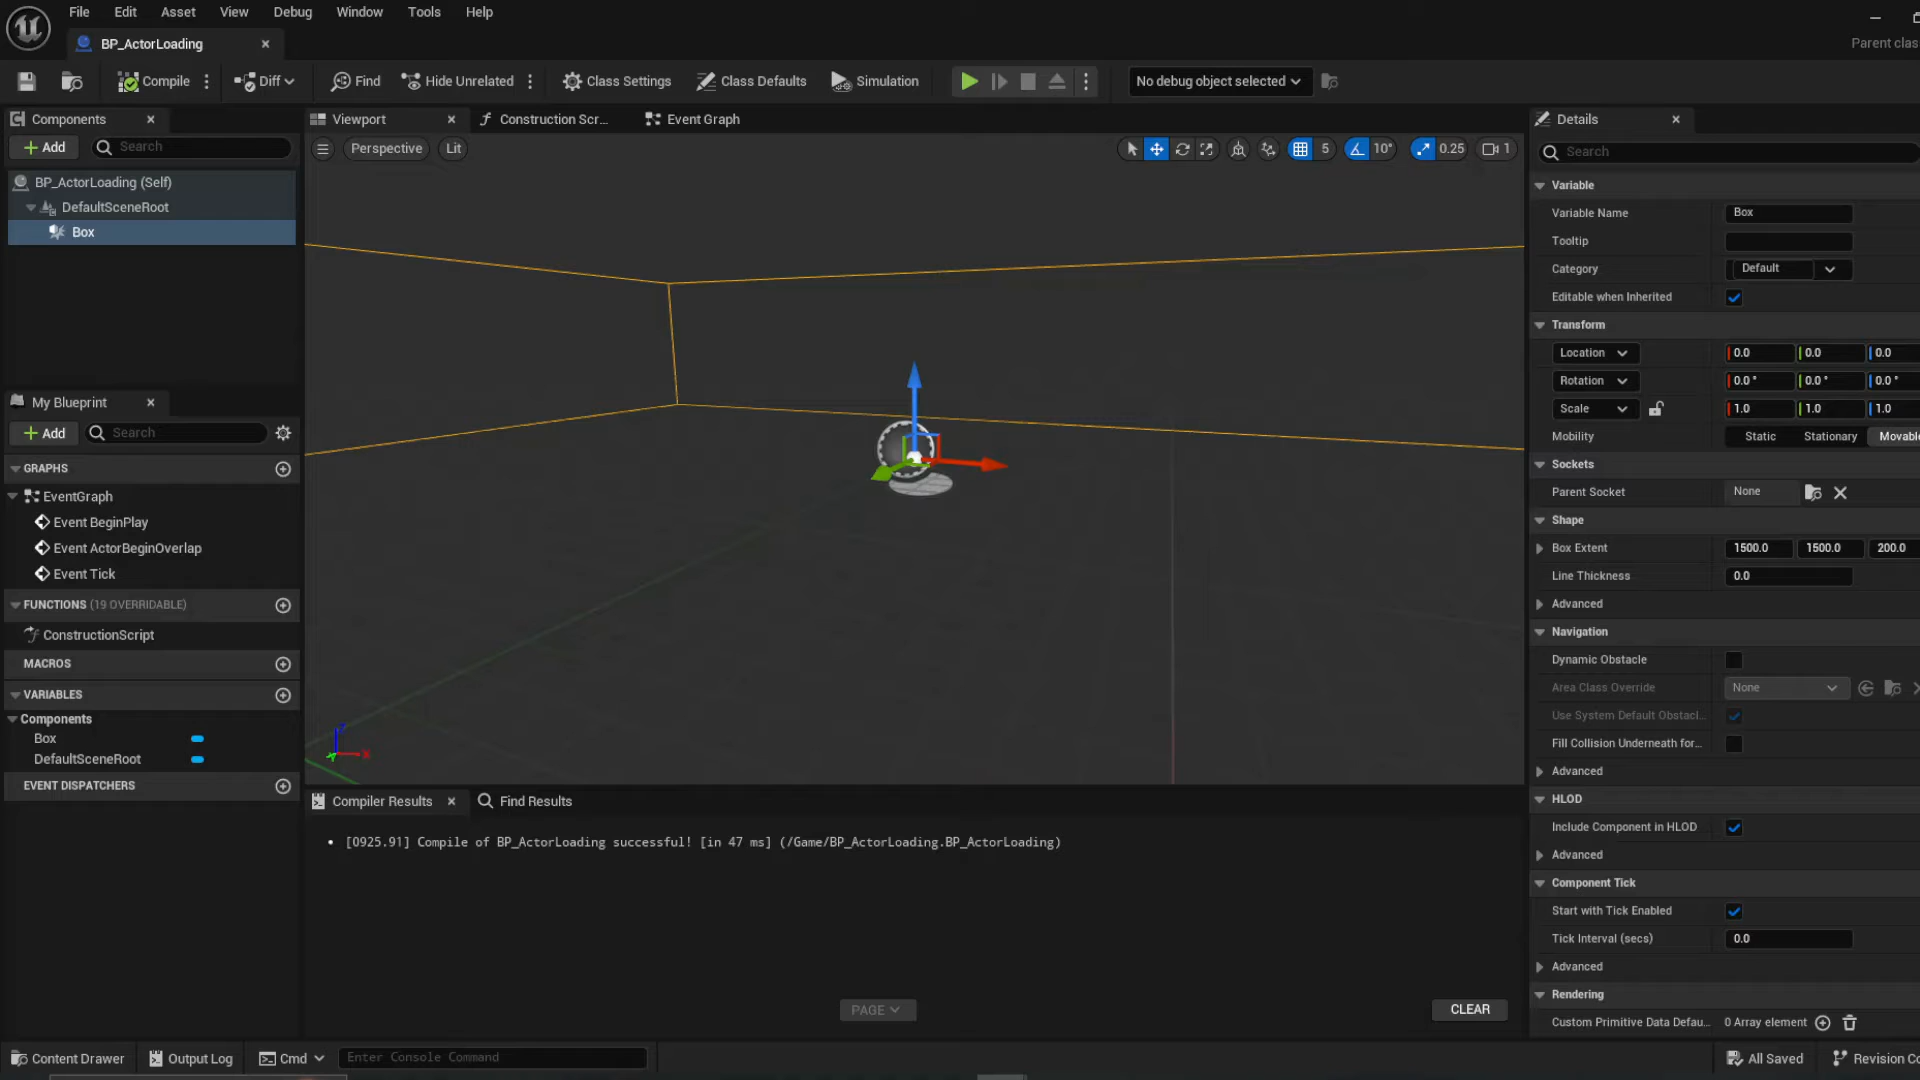 File Edit Asset View Debug Window Tools Help
BP_ActorLoading
Parent clas
Compile Diff Find Hide Unrelated Class Settings Class Defaults Simulation No debug object selected
Components
Add Search
BP_ActorLoading (Self)
DefaultSceneRoot
Box
My Blueprint
Add Search
GRAPHS
EventGraph
Event BeginPlay
Event ActorBeginOverlap
Event Tick
FUNCTIONS (19 OVERRIDABLE)
ConstructionScript
MACROS
VARIABLES
Components
Box
DefaultSceneRoot
EVENT DISPATCHERS
Viewport Construction Scr... Event Graph
Perspective Lit 5 10° 0.25 1
Z
X
Y
Compiler Results Find Results
• [0925.91] Compile of BP_ActorLoading successful! [in 47 ms] (/Game/BP_ActorLoading.BP_ActorLoading)
PAGE CLEAR
Details
Search
Variable
Variable Name Box
Tooltip
Category Default
Editable when Inherited
Transform
Location 0.0 0.0 0.0
Rotation 0.0 ° 0.0 ° 0.0 °
Scale 1.0 1.0 1.0
Mobility Static Stationary Movable
Sockets
Parent Socket None
Shape
Box Extent 1500.0 1500.0 200.0
Line Thickness 0.0
Advanced
Navigation
Dynamic Obstacle
Area Class Override None
Use System Default Obstacl...
Fill Collision Underneath for...
Advanced
HLOD
Include Component in HLOD
Advanced
Component Tick
Start with Tick Enabled
Tick Interval (secs) 0.0
Advanced
Rendering
Custom Primitive Data Defau... 0 Array element
Content Drawer Output Log Cmd Enter Console Command All Saved Revision Co